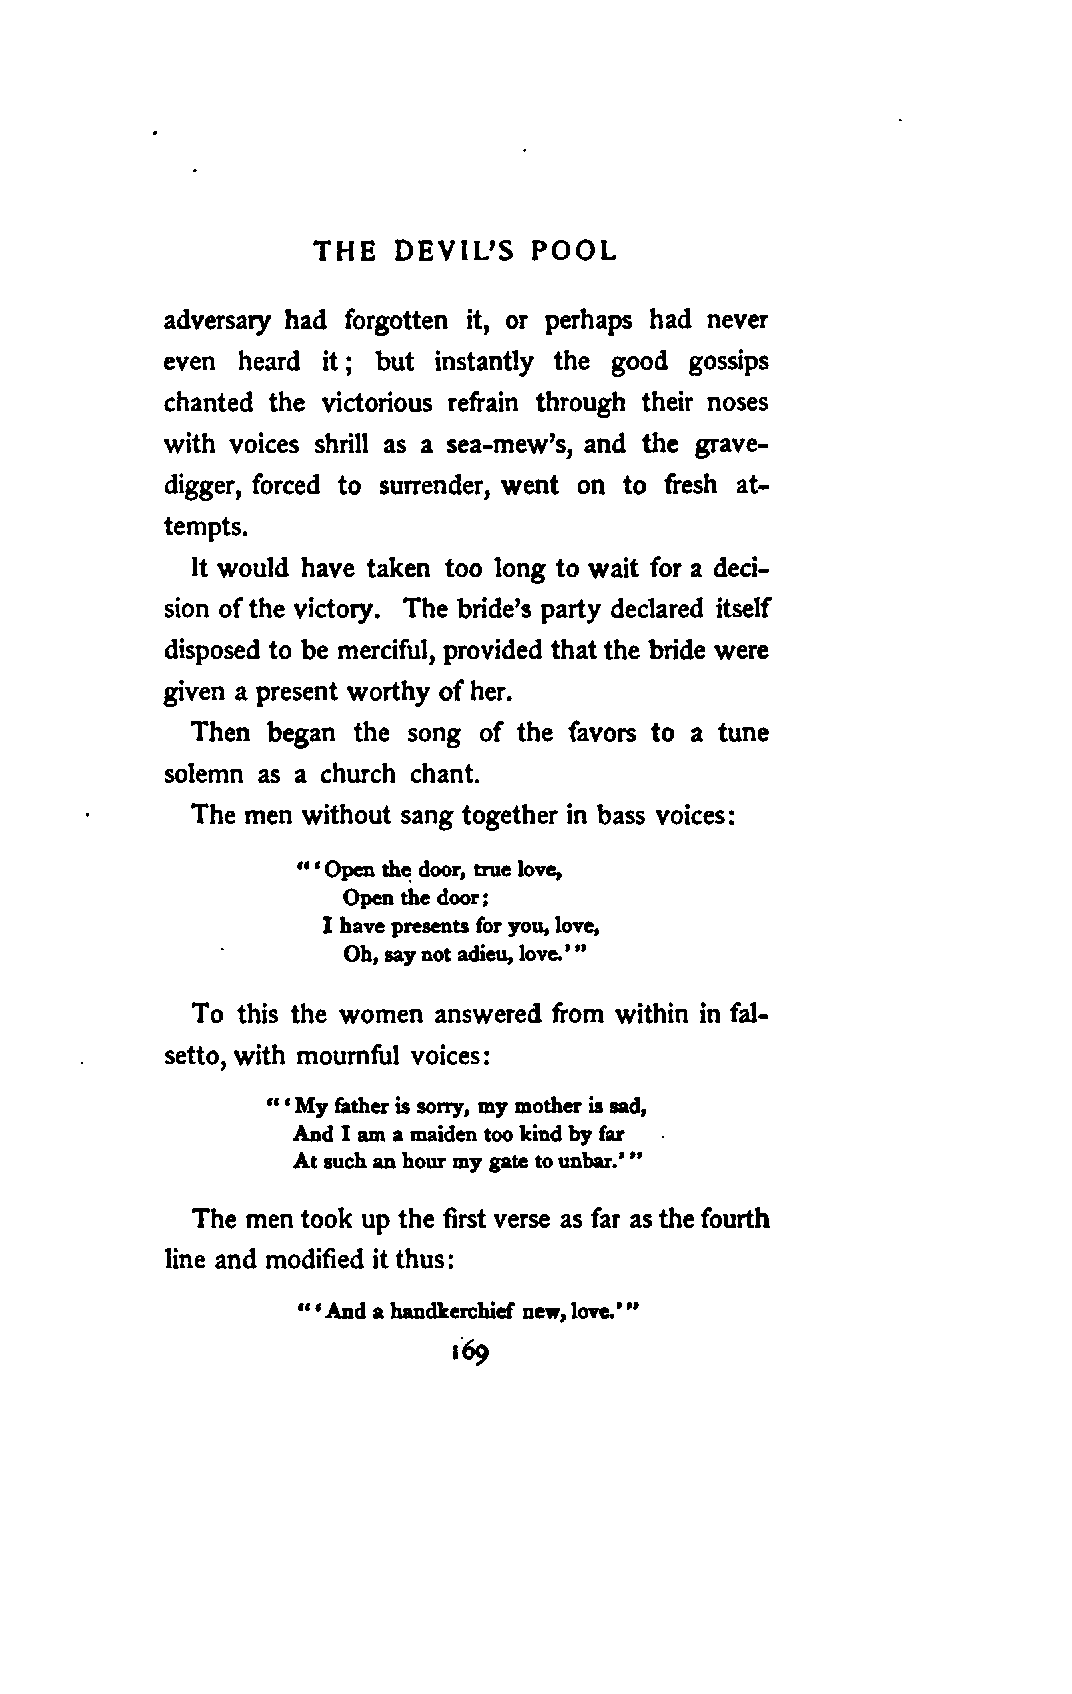 THE DEVIL'S POOL
adversary had forgotten it, or perhaps had never
even heard it; but instantly the good gossips
chanted the victorious refrain through their noses
with voices shrill as a sea-mew's, and the grave-
digger, forced to surrender, went on to fresh at-
tempts.
It would have taken too long to wait for a deci-
sion of the victory. The bride's party declared itself
disposed to be merciful, provided that the bride were
given a present worthy of her.
Then began the song of the favors to a tune
solemn as a church chant.
The men without sang together in bass voices:
"'Open the door, true love,
Open the door;
I have presents for you, love,
Oh, say not adieu, love.'"
To this the women answered from within in fal-
setto, with mournful voices:
"'My father is sorry, my mother is sad,
And I am a maiden too kind by far
At such an hour my gate to unbar.'"
The men took up the first verse as far as the fourth
line and modified it thus:
"'And a handkerchief new, love.'"
169